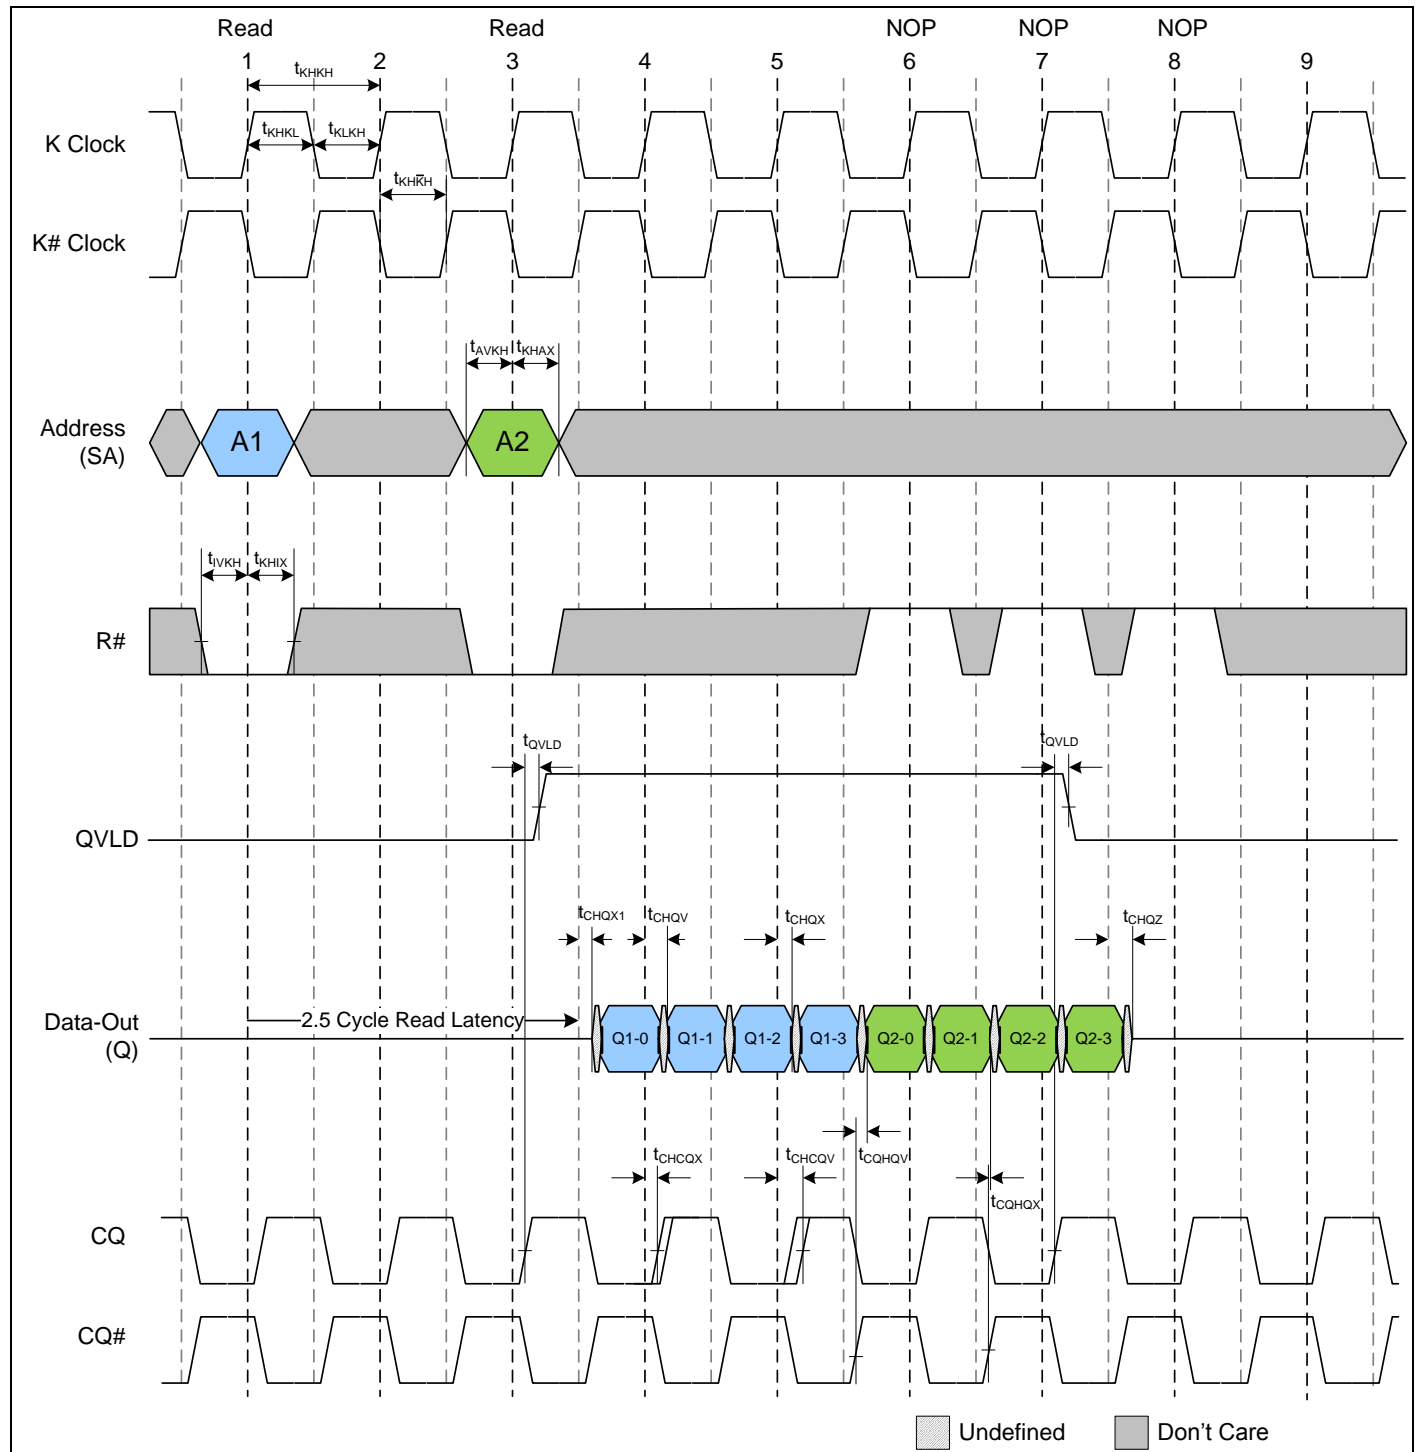 Read Read NOP NOP NOP
1 2 3 4 5 6 7 8 9
tKHKH
K Clock
tKHKL tKLKH
tKHK̅H
K# Clock
tAVKH tKHAX
Address
(SA)
A1 A2
tIVKH tKHIX
R#
tQVLD tQVLD
QVLD
tCHQX1 tCHQV tCHQX tCHQZ
Data-Out
(Q)
2.5 Cycle Read Latency
Q1-0 Q1-1 Q1-2 Q1-3 Q2-0 Q2-1 Q2-2 Q2-3
tCHCQX tCHCQV tCQHQV
tCQHQX
CQ
CQ#
Undefined Don't Care